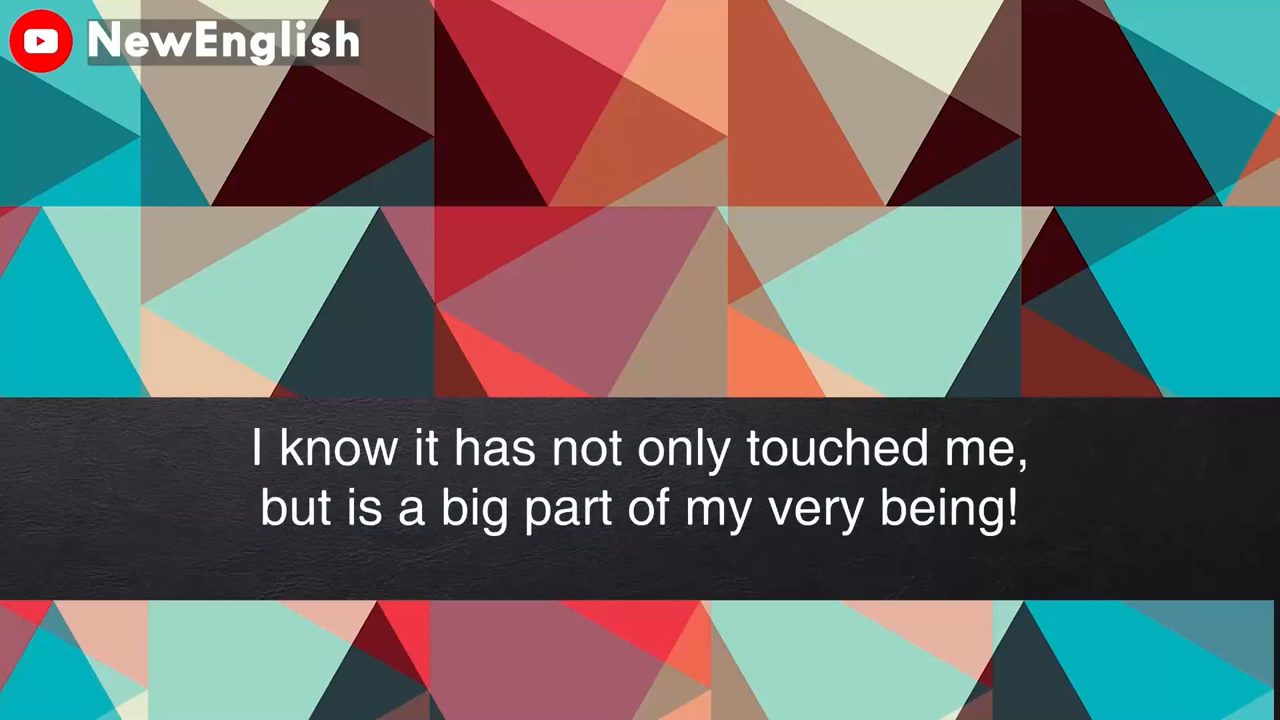 NewEnglish
I know it has not only touched me,
but is a big part of my very being!